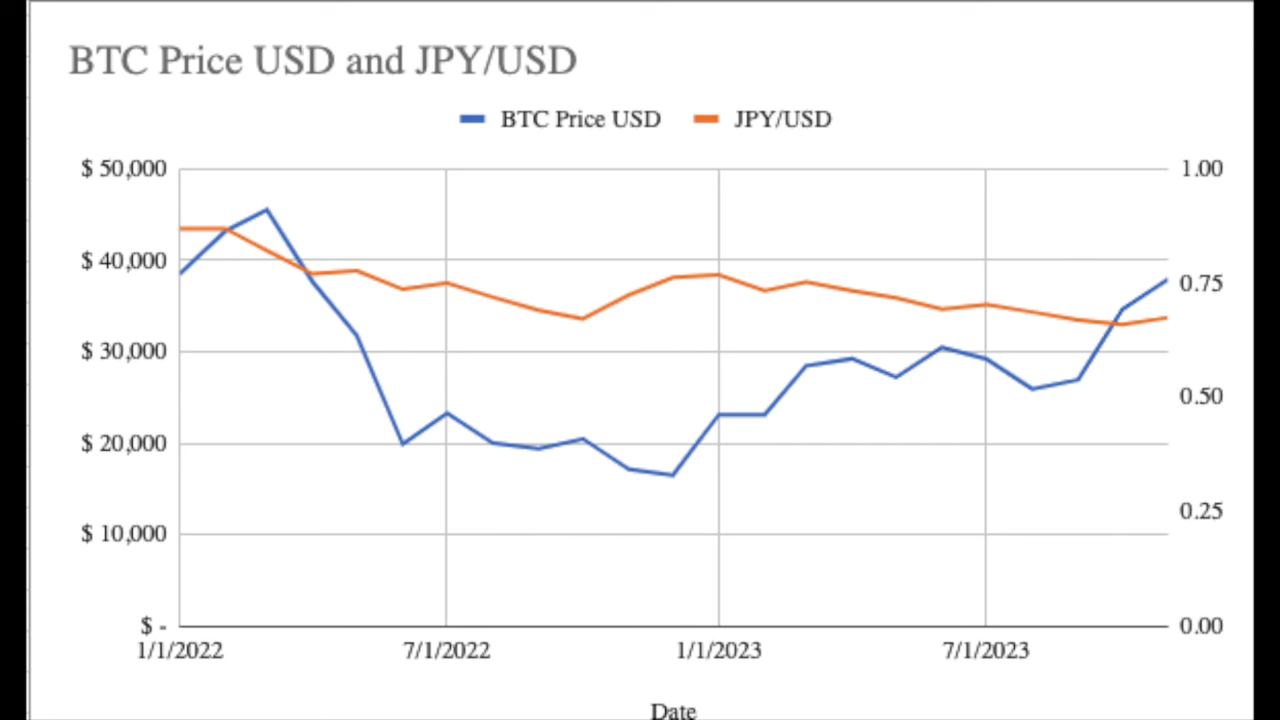 BTC Price USD and JPY/USD
BTC Price USD JPY/USD
$ 50,000 1.00
$ 40,000
0.75
$ 30,000
0.50
$ 20,000
0.25
$ 10,000
$ - 0.00
1/1/2022 7/1/2022 1/1/2023 7/1/2023
Date